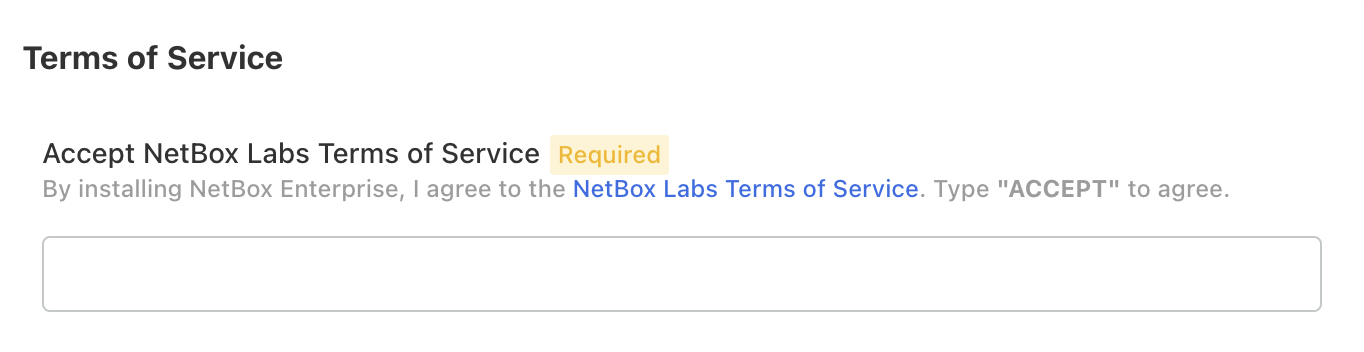 Terms of Service
Accept NetBox Labs Terms of Service Required
By installing NetBox Enterprise, I agree to the NetBox Labs Terms of Service. Type "ACCEPT" to agree.